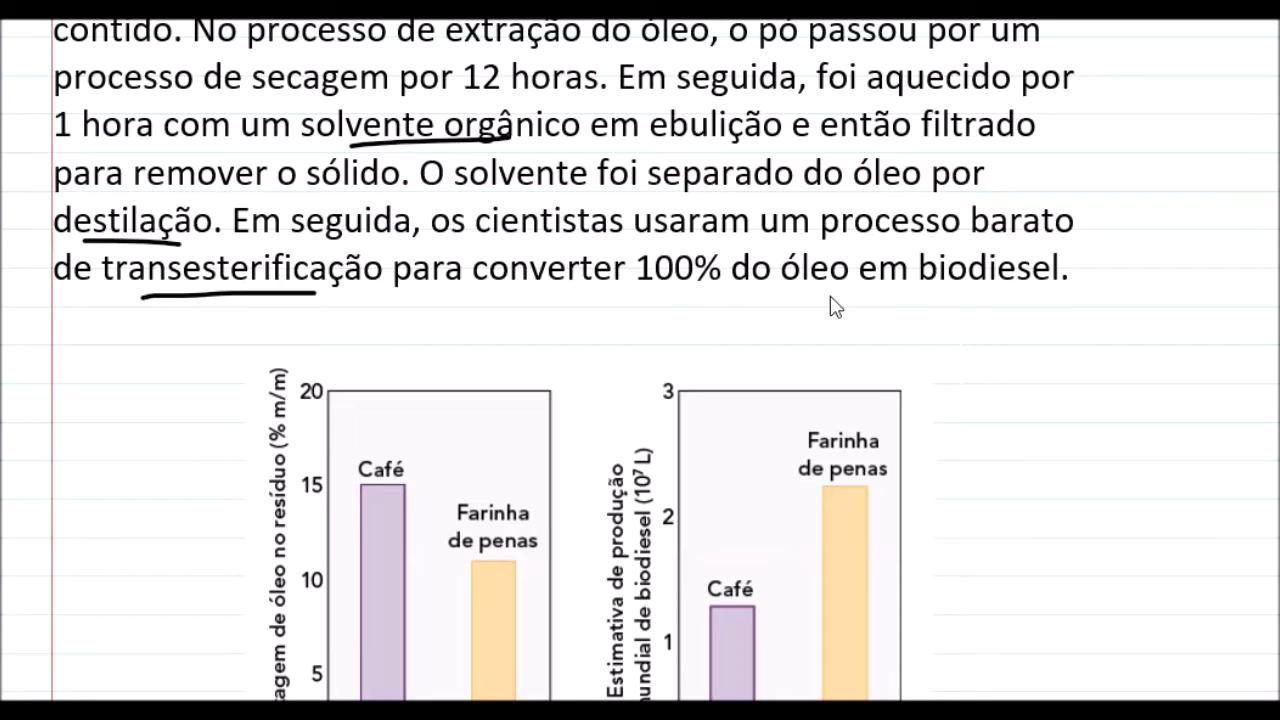 contido. No processo de extração do óleo, o pó passou por um
processo de secagem por 12 horas. Em seguida, foi aquecido por
1 hora com um solvente orgânico em ebulição e então filtrado
para remover o sólido. O solvente foi separado do óleo por
destilação. Em seguida, os cientistas usaram um processo barato
de transesterificação para converter 100% do óleo em biodiesel.
de óleo no resíduo (% m/m)
20
15
10
5
Café
Farinha
de penas
Estimativa de produção
de biodiesel (10⁷ L)
3
2
1
Café
Farinha
de penas